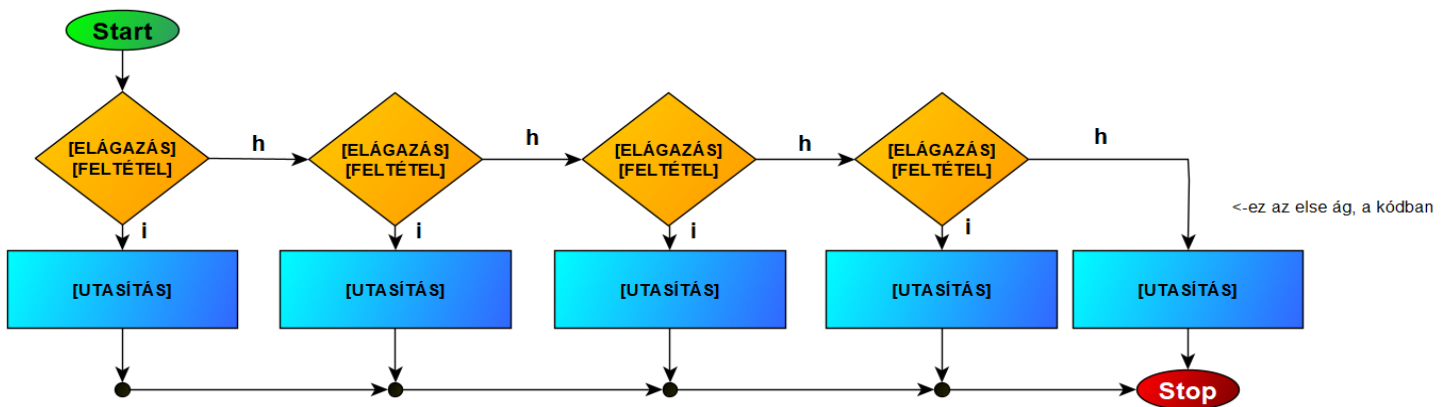 Start
[ELÁGAZÁS]
[FELTÉTEL]
h
[ELÁGAZÁS]
[FELTÉTEL]
h
[ELÁGAZÁS]
[FELTÉTEL]
h
[ELÁGAZÁS]
[FELTÉTEL]
h
<-ez az else ág, a kódban
i
i
i
i
[UTASÍTÁS]
[UTASÍTÁS]
[UTASÍTÁS]
[UTASÍTÁS]
[UTASÍTÁS]
Stop